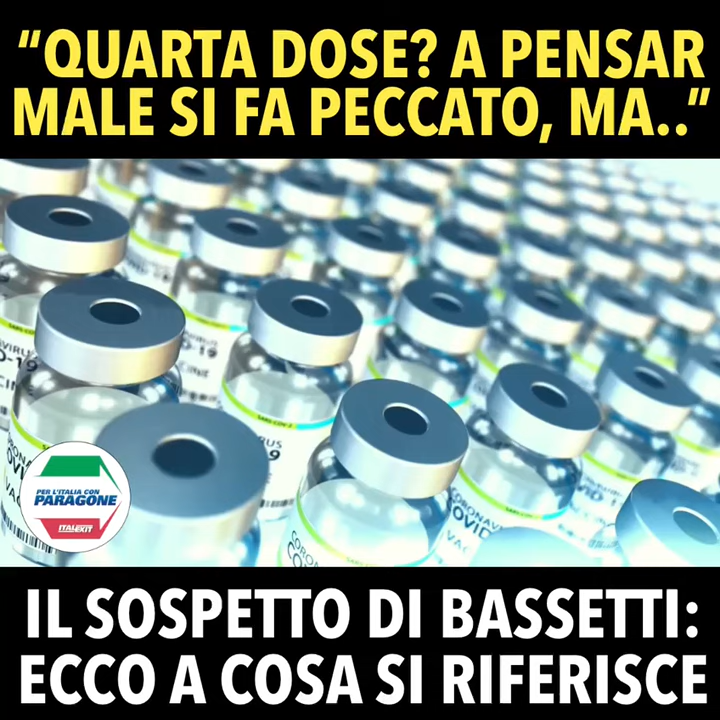 “QUARTA DOSE? A PENSAR
MALE SI FA PECCATO, MA..”
PER L'ITALIA CON
PARAGONE
ITALEXIT
IL SOSPETTO DI BASSETTI:
ECCO A COSA SI RIFERISCE